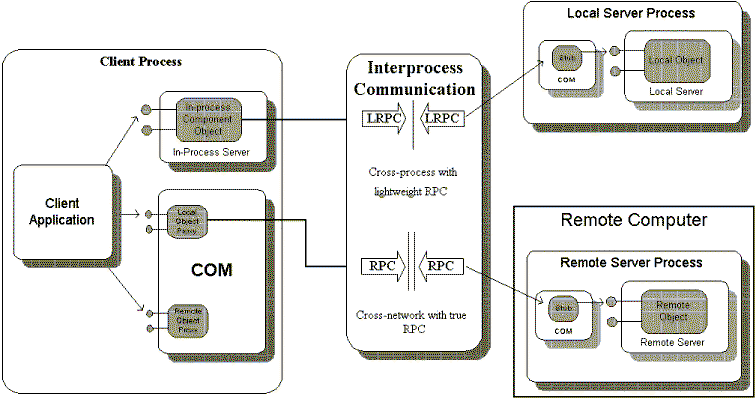 Client Process
In-process
Component
Object
In-Process Server
Client
Application
Local
Object
Proxy
COM
Remote
Object
Proxy
Interprocess
Communication
LRPC
LRPC
Cross-process with
lightweight RPC
RPC
RPC
Cross-network with true
RPC
Local Server Process
Stub
COM
Local Object
Local Server
Remote Computer
Remote Server Process
Stub
COM
Remote
Object
Remote Server